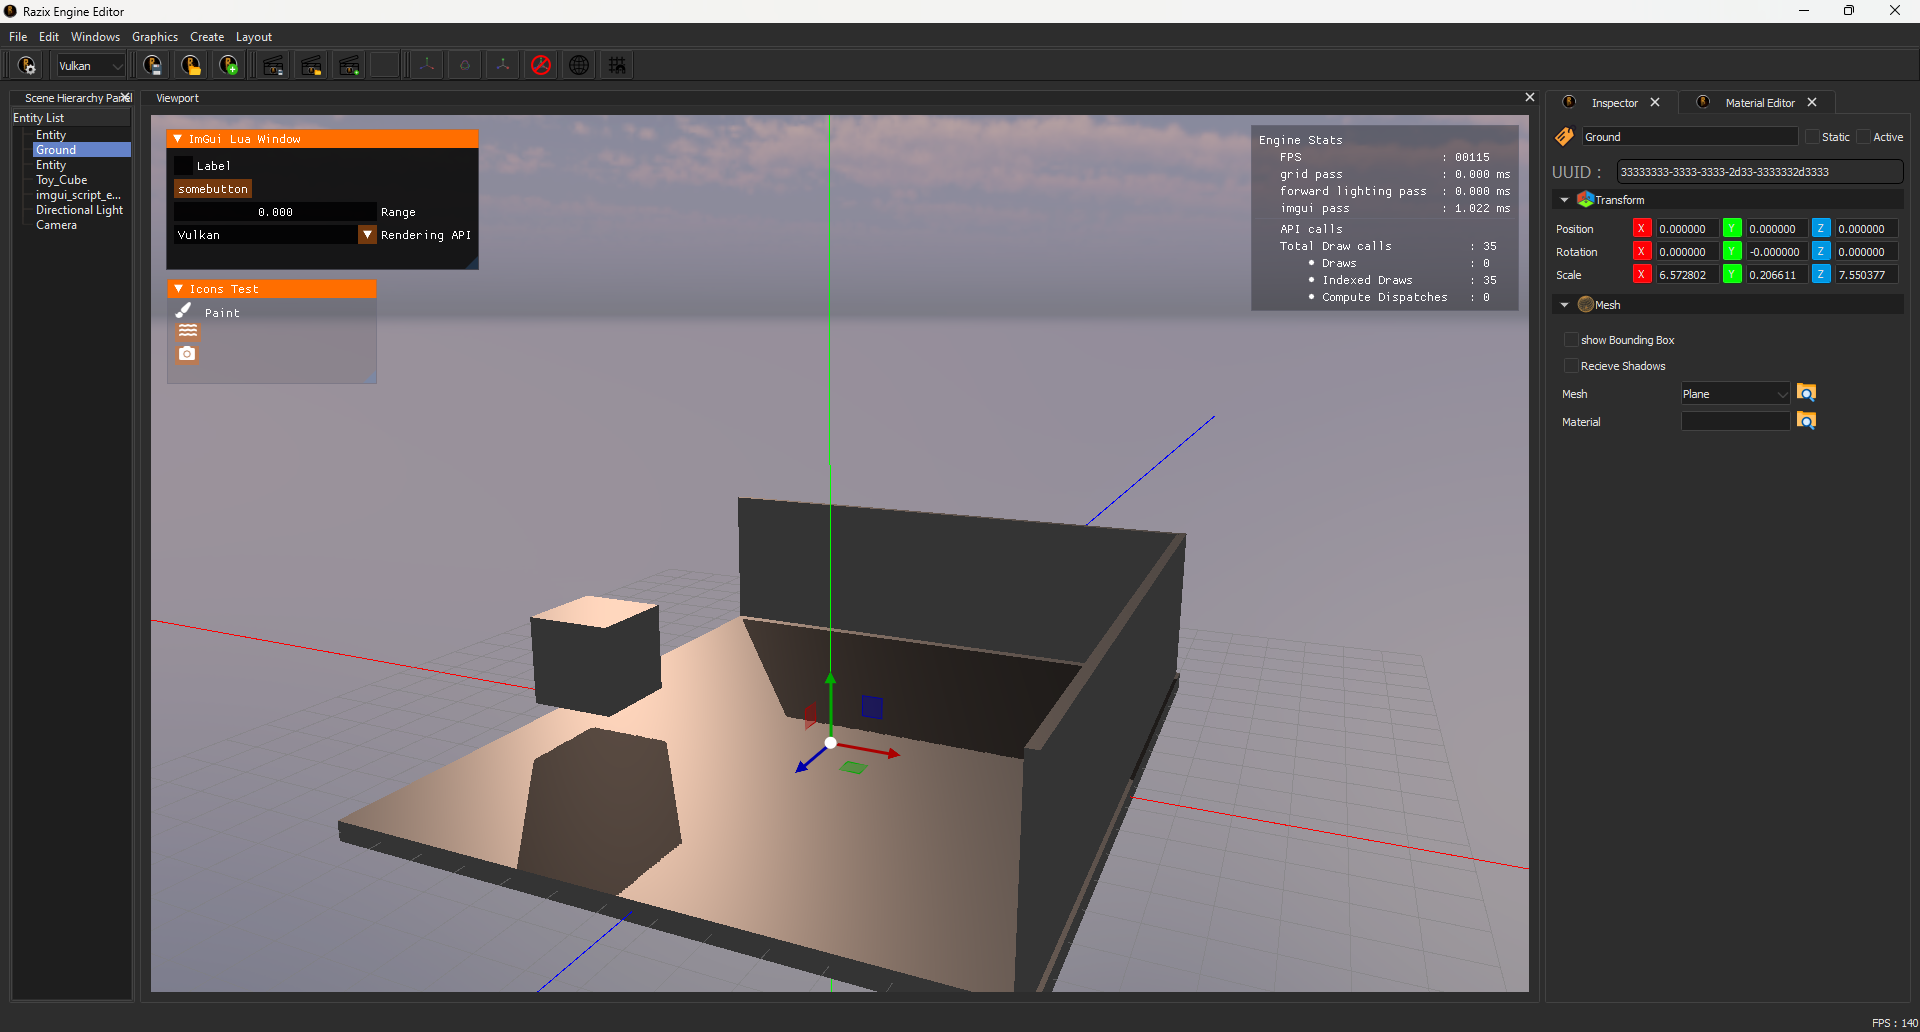 Razix Engine Editor
File Edit Windows Graphics Create Layout
Vulkan
Scene Hierarchy Panel
Entity List
Entity
Ground
Entity
Toy_Cube
imgui_script_e...
Directional Light
Camera
Viewport
ImGui Lua Window
Label
somebutton
0.000 Range
Vulkan Rendering API
Icons Test
Paint
Engine Stats
FPS : 00115
grid pass : 0.000 ms
forward lighting pass : 0.000 ms
imgui pass : 1.022 ms
API calls
Total Draw calls : 35
Draws : 0
Indexed Draws : 35
Compute Dispatches : 0
Inspector Material Editor
Ground Static Active
UUID : 33333333-3333-3333-2d33-3333332d3333
Transform
Position X 0.000000 Y 0.000000 Z 0.000000
Rotation X 0.000000 Y -0.000000 Z 0.000000
Scale X 6.572802 Y 0.206611 Z 7.550377
Mesh
show Bounding Box
Recieve Shadows
Mesh Plane
Material
FPS : 140